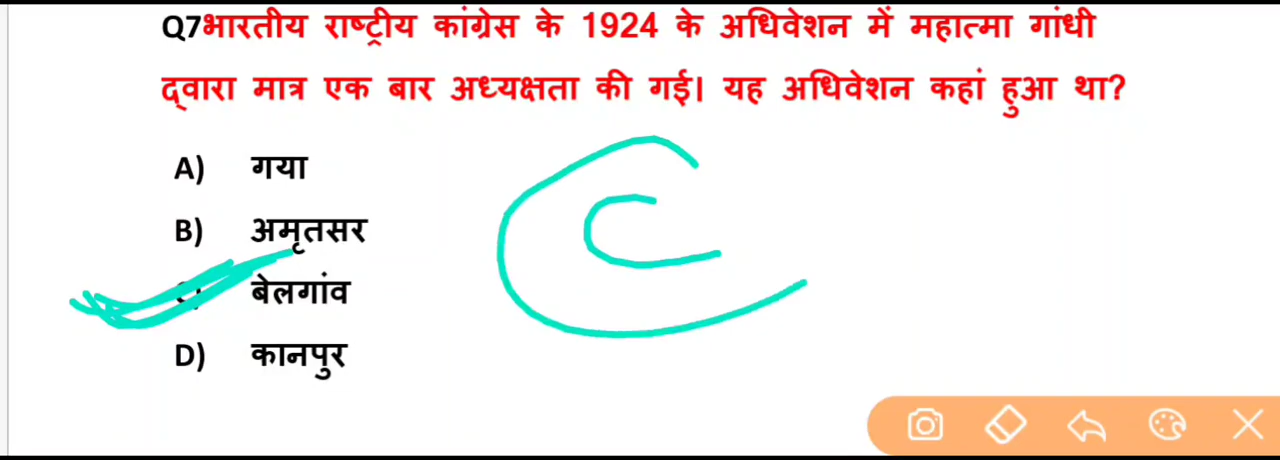 Q7भारतीय राष्ट्रीय कांग्रेस के 1924 के अधिवेशन में महात्मा गांधी
द्वारा मात्र एक बार अध्यक्षता की गई। यह अधिवेशन कहां हुआ था?
A) गया
B) अमृतसर
C) बेलगांव
D) कानपुर
C